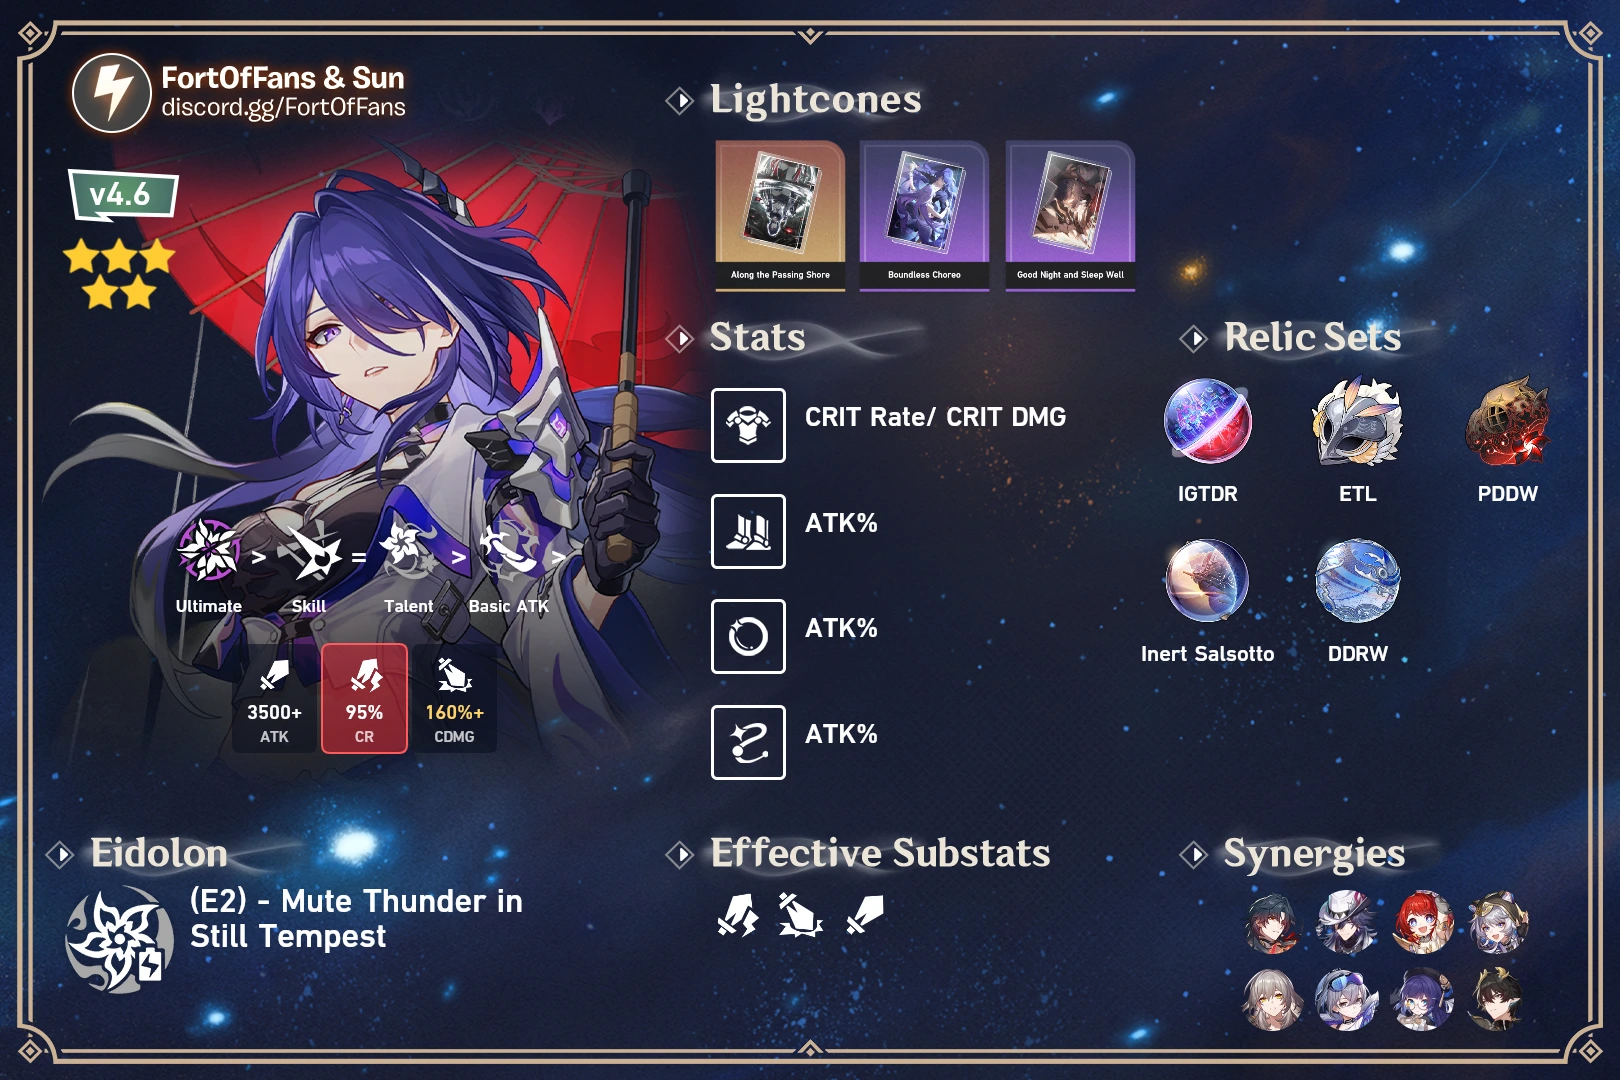 FortOfFans & Sun
discord.gg/FortOfFans
v4.6
Lightcones
Along the Passing Shore
Boundless Choreo
Good Night and Sleep Well
Stats
CRIT Rate/ CRIT DMG
ATK%
ATK%
ATK%
Relic Sets
IGTDR
ETL
PDDW
Inert Salsotto
DDRW
> = > >
Ultimate
Skill
Talent
Basic ATK
3500+
ATK
95%
CR
160%+
CDMG
Eidolon
(E2) - Mute Thunder in
Still Tempest
Effective Substats
Synergies